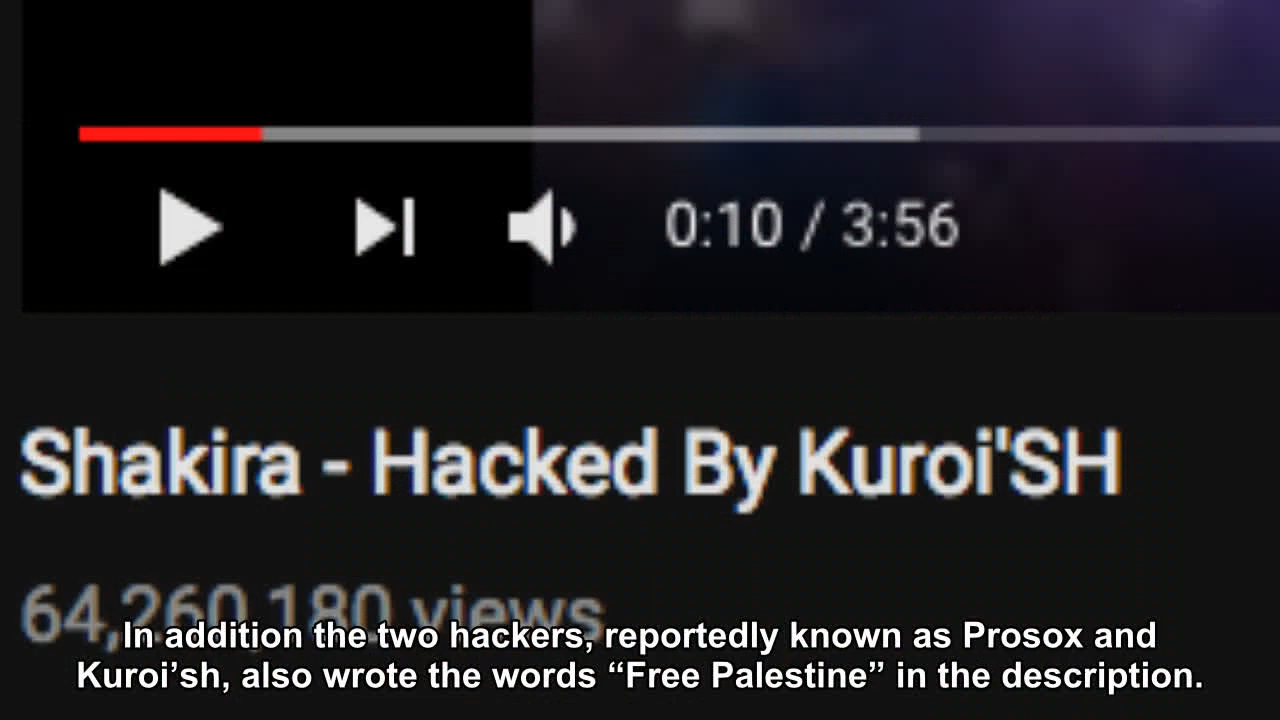 0:10 / 3:56
Shakira - Hacked By Kuroi'SH
64,260,180 views
In addition the two hackers, reportedly known as Prosox and
Kuroi’sh, also wrote the words “Free Palestine” in the description.